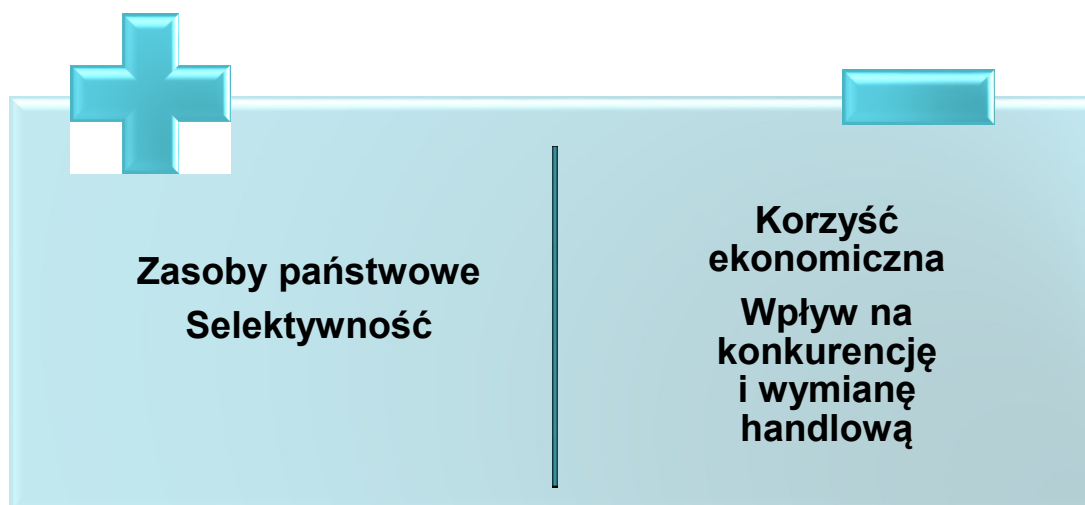 Zasoby państwowe
Selektywność
Korzyść
ekonomiczna
Wpływ na
konkurencję
i wymianę
handlową